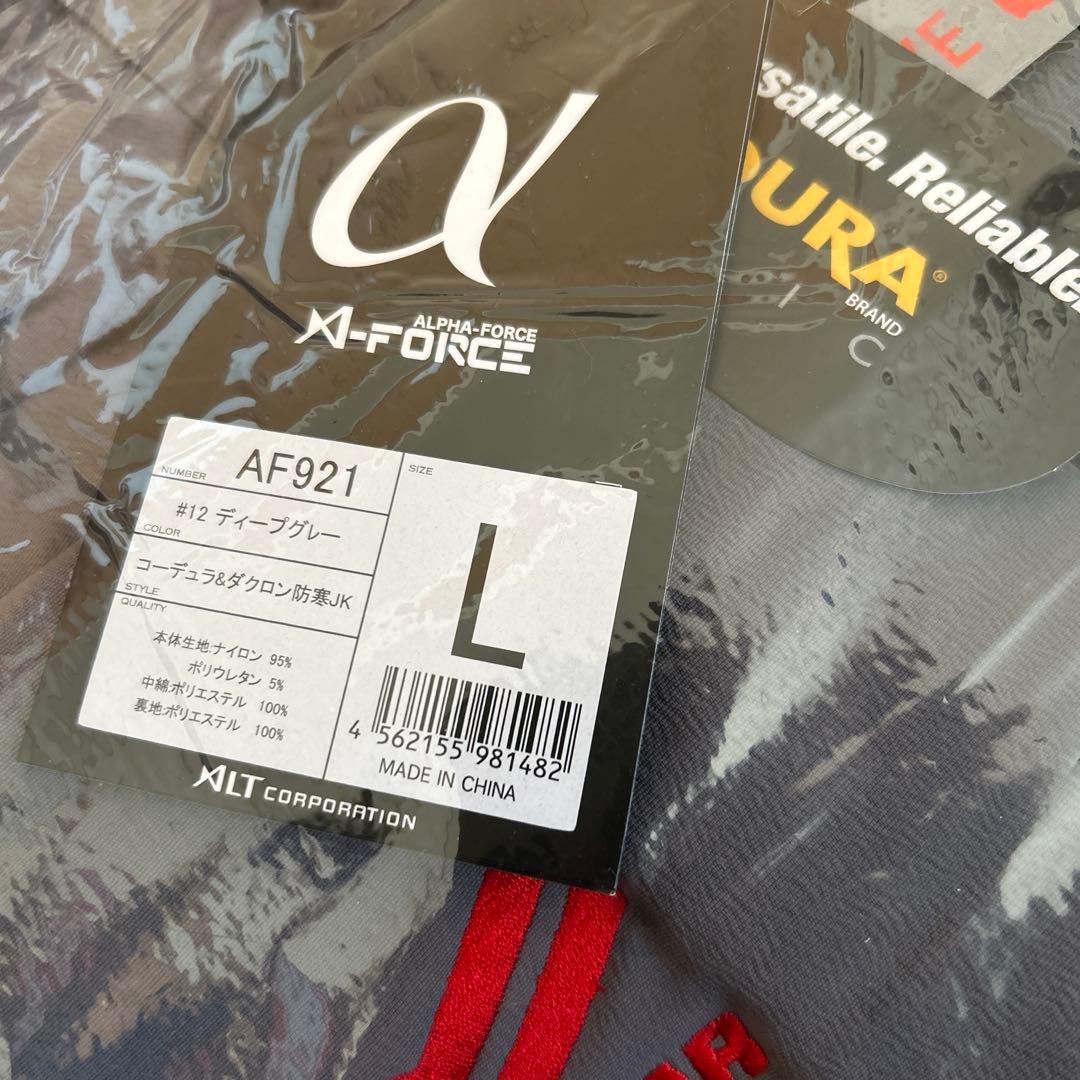 α
ALPHA-FORCE
A-FORCE
NUMBER AF921
COLOR #12 ディープグレー
STYLE コーデュラ&ダクロン防寒JK
QUALITY
本体生地:ナイロン 95%
ポリウレタン 5%
中綿:ポリエステル 100%
裏地:ポリエステル 100%
SIZE
L
4 562155 981482
MADE IN CHINA
ALT CORPORATION
satile. Reliable.
DURA®
BRAND